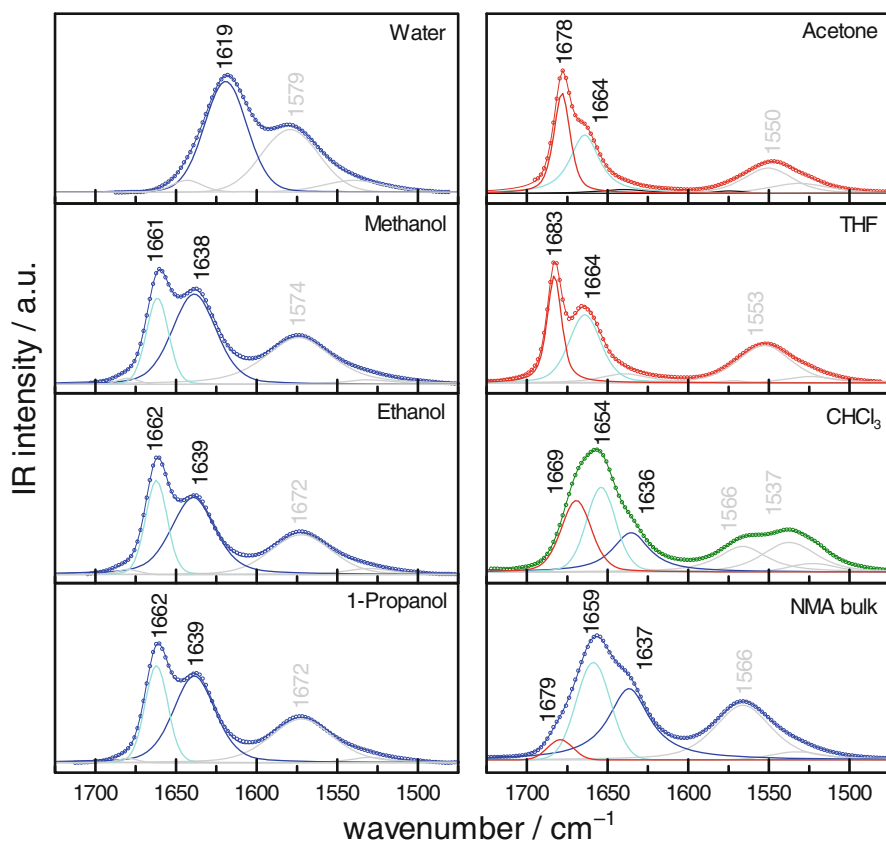 Water
1619
1579
Acetone
1678
1664
1550
Methanol
1661
1638
1574
THF
1683
1664
1553
Ethanol
1662
1639
1672
CHCl₃
1669
1654
1636
1566
1537
1-Propanol
1662
1639
1672
NMA bulk
1679
1659
1637
1566
IR intensity / a.u.
1700 1650 1600 1550 1500
1700 1650 1600 1550 1500
wavenumber / cm⁻¹